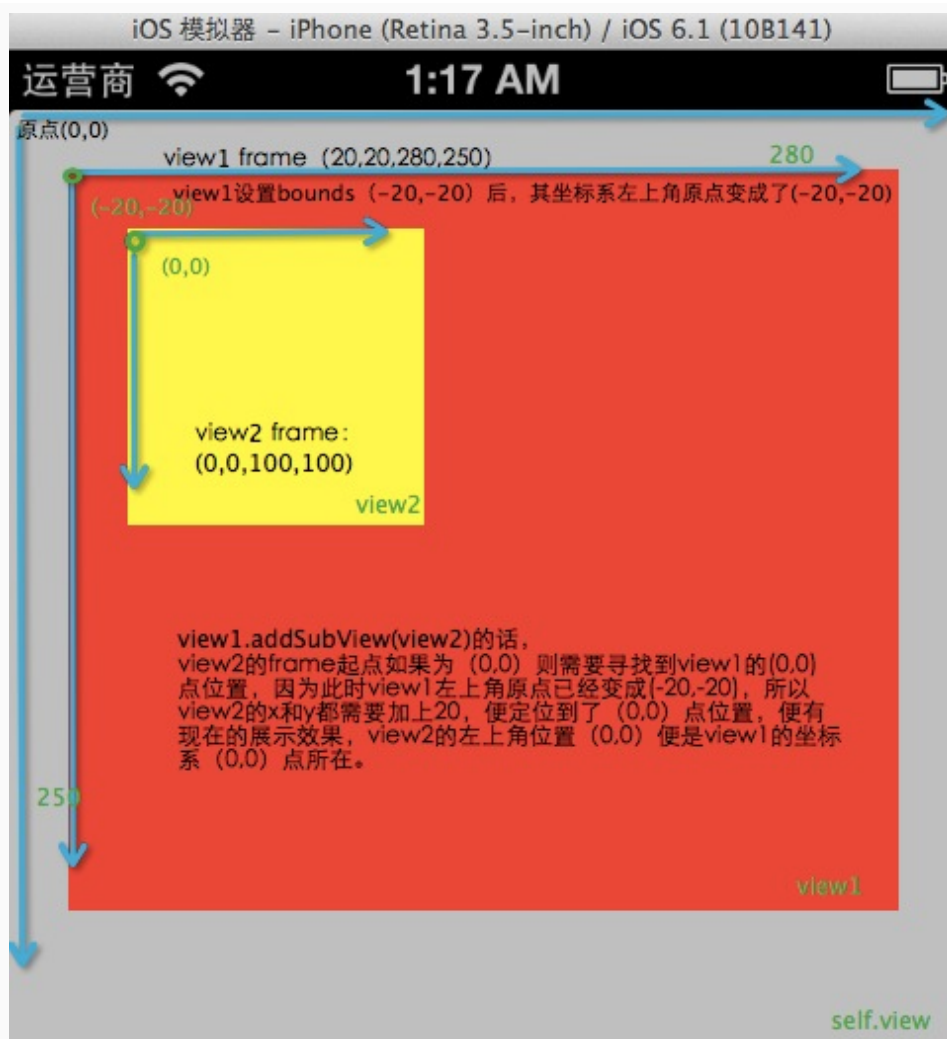 iOS 模拟器 – iPhone (Retina 3.5-inch) / iOS 6.1 (10B141)
运营商 1:17 AM
原点(0,0)
view1 frame (20,20,280,250) 280
view1设置bounds（-20,-20）后，其坐标系左上角原点变成了(-20,-20)
(-20,-20)
(0,0)
view2 frame:
(0,0,100,100)
view2
view1.addSubView(view2)的话，
view2的frame起点如果为（0,0）则需要寻找到view1的(0,0)
点位置，因为此时view1左上角原点已经变成(-20,-20)，所以
view2的x和y都需要加上20，便定位到了（0,0）点位置，便有
现在的展示效果，view2的左上角位置（0,0）便是view1的坐标
系（0,0）点所在。
250
view1
self.view